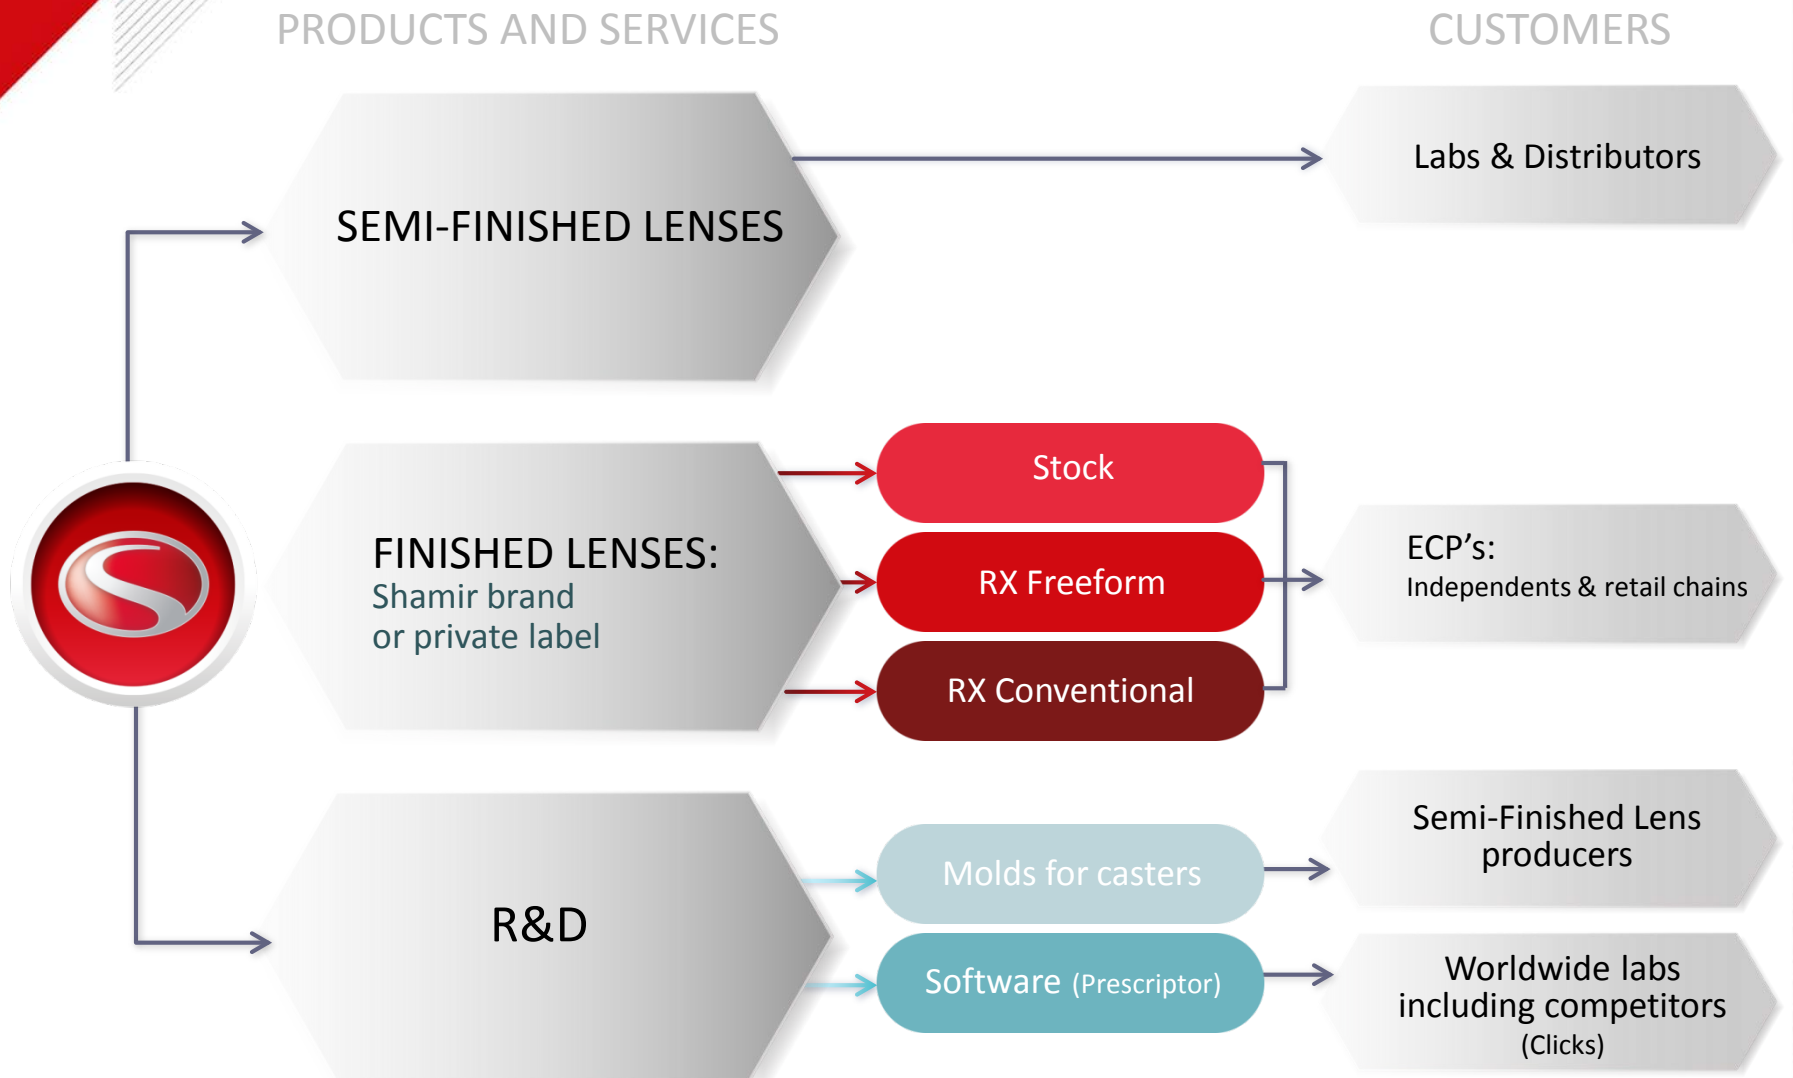 PRODUCTS AND SERVICES
CUSTOMERS
SEMI-FINISHED LENSES
Labs & Distributors
FINISHED LENSES:
Shamir brand
or private label
Stock
RX Freeform
RX Conventional
ECP's:
Independents & retail chains
R&D
Molds for casters
Software (Prescriptor)
Semi-Finished Lens
producers
Worldwide labs
including competitors
(Clicks)